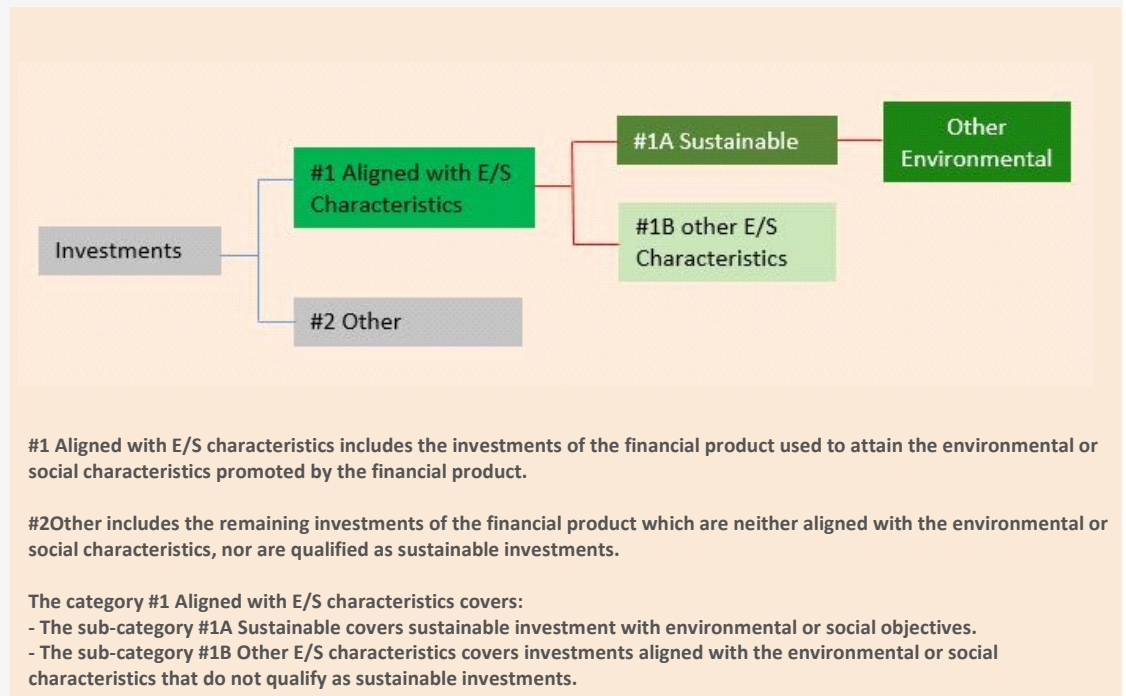 Investments
#1 Aligned with E/S
Characteristics
#2 Other
#1A Sustainable
#1B other E/S
Characteristics
Other
Environmental
#1 Aligned with E/S characteristics includes the investments of the financial product used to attain the environmental or
social characteristics promoted by the financial product.
#2Other includes the remaining investments of the financial product which are neither aligned with the environmental or
social characteristics, nor are qualified as sustainable investments.
The category #1 Aligned with E/S characteristics covers:
- The sub-category #1A Sustainable covers sustainable investment with environmental or social objectives.
- The sub-category #1B Other E/S characteristics covers investments aligned with the environmental or social
characteristics that do not qualify as sustainable investments.